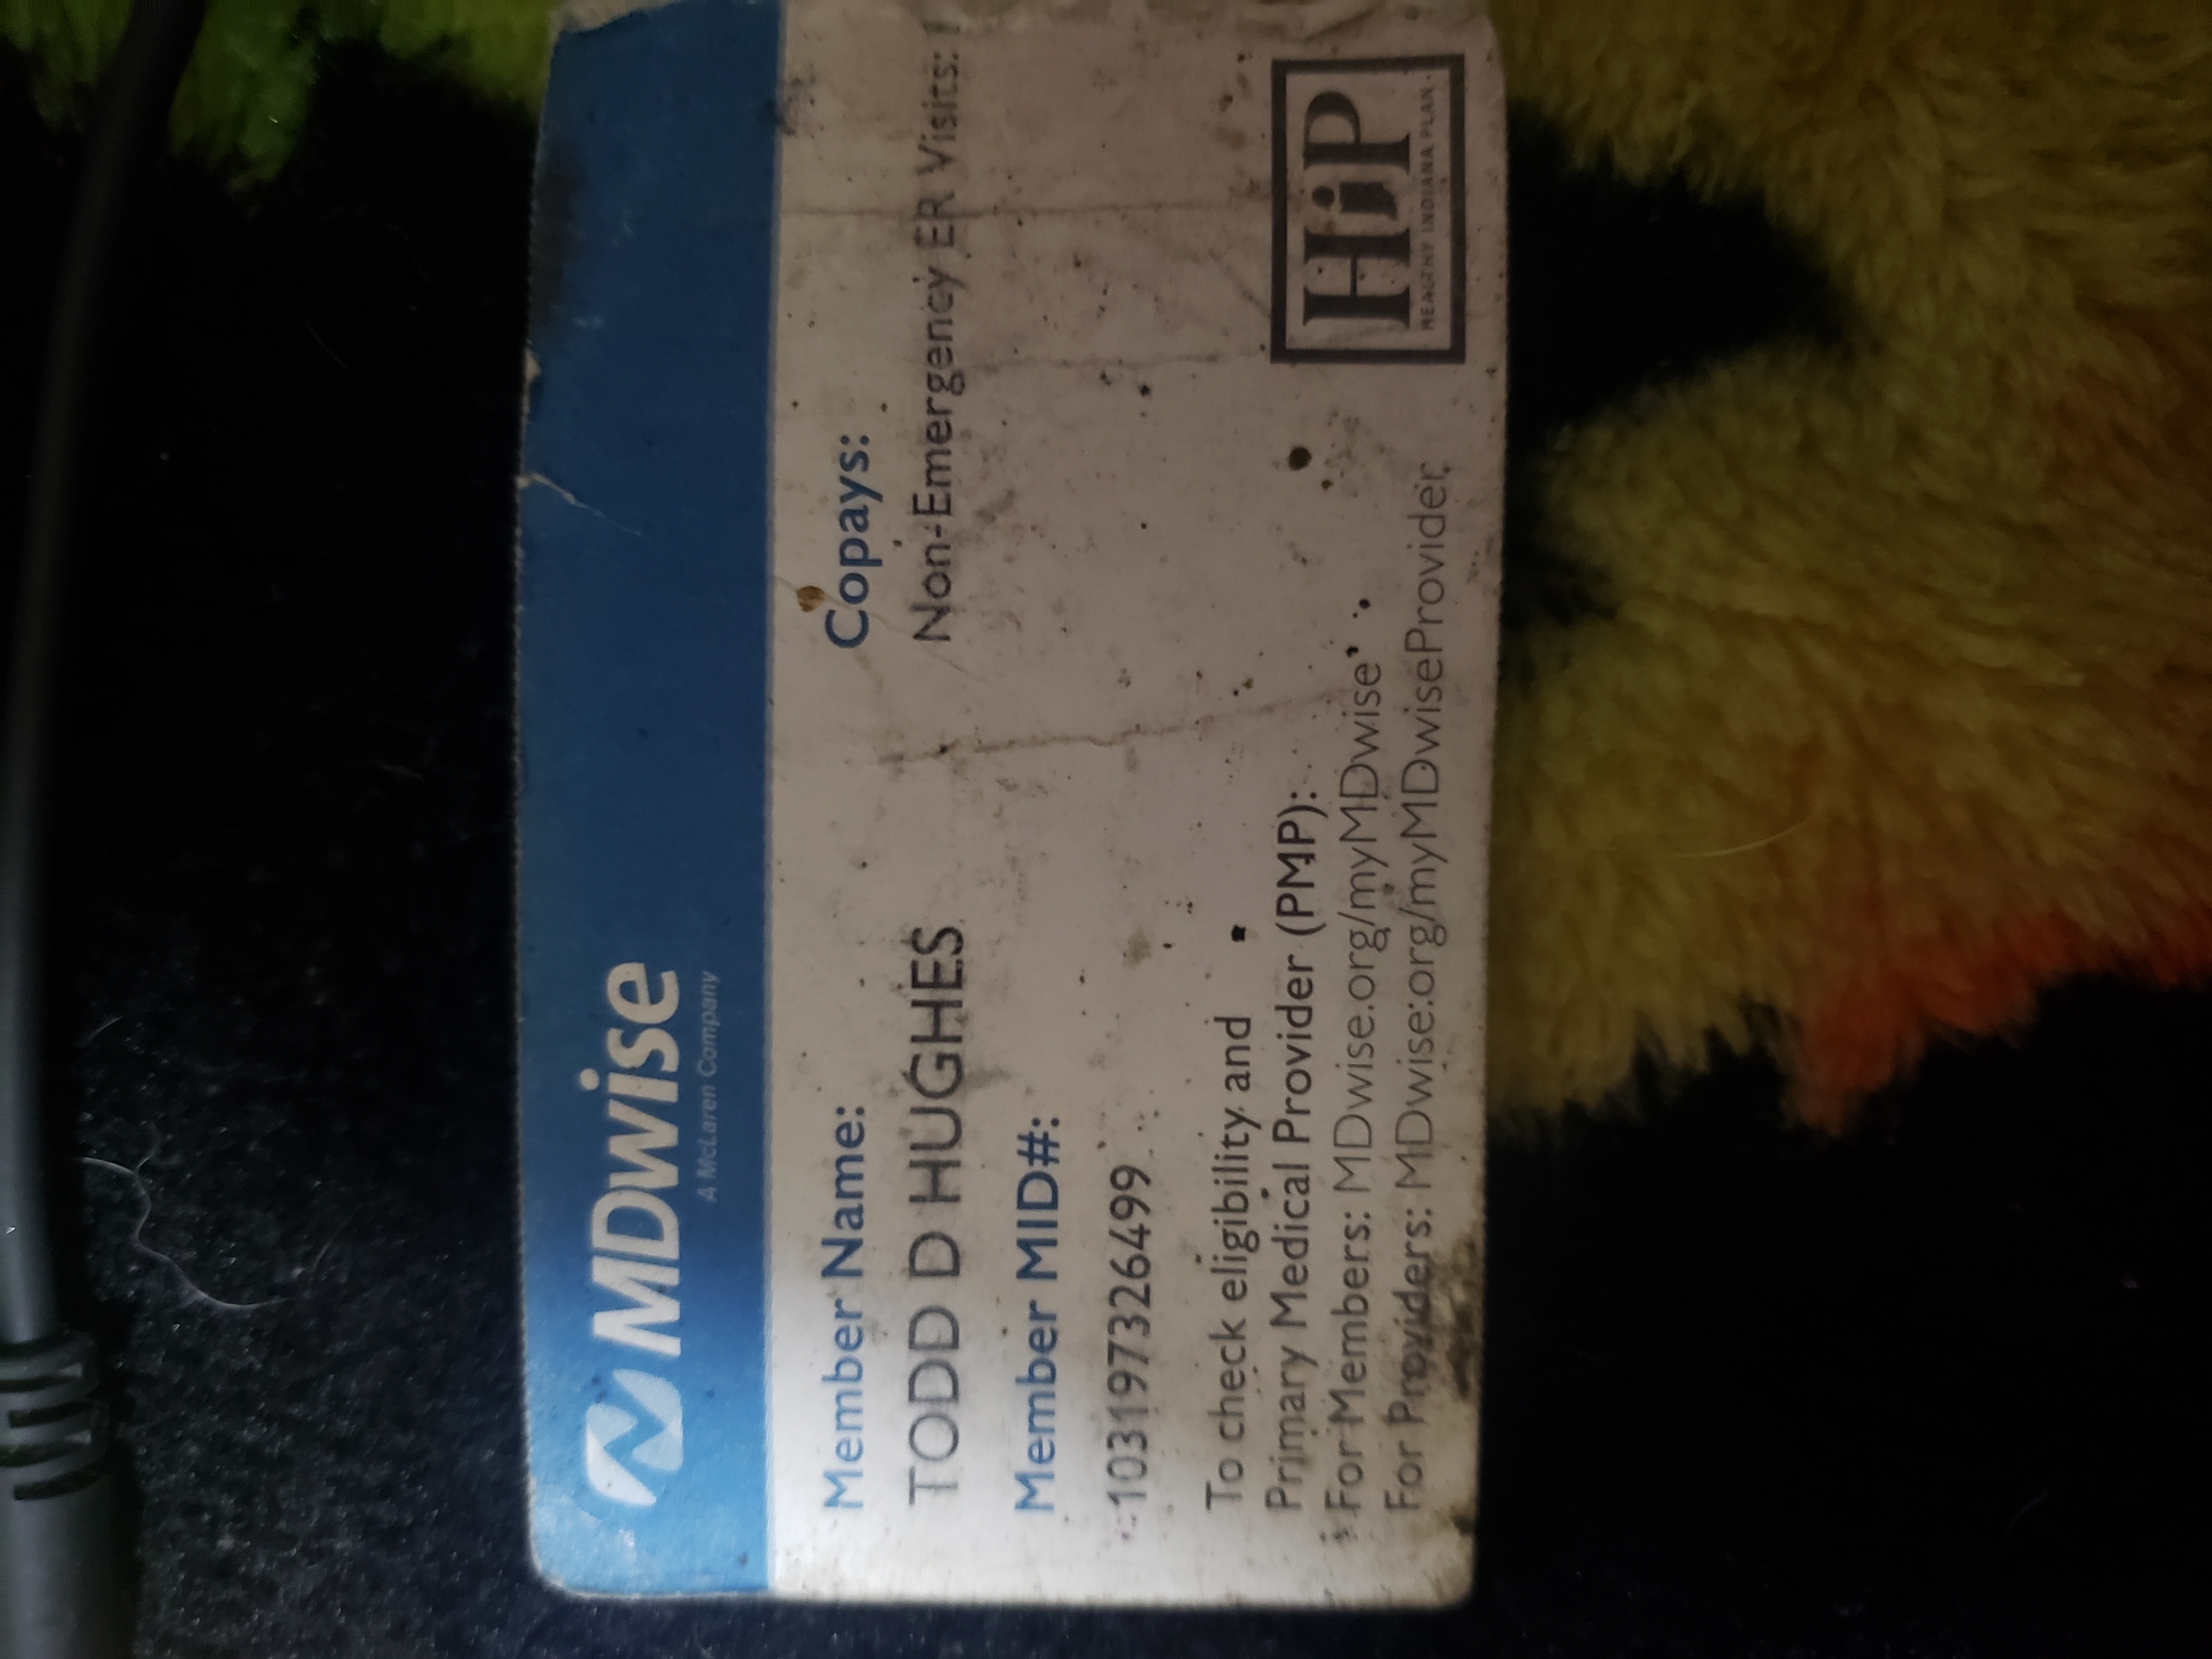 MDwise
A McLaren Company
Member Name:
TODD D HUGHES
Member MID#:
103197326499
Copays:
Non-Emergency ER Visits:
To check eligibility and
Primary Medical Provider (PMP):
For Members: MDwise.org/myMDwise
For Providers: MDwise.org/myMDwiseProvider
HiP
HEALTHY INDIANA PLAN